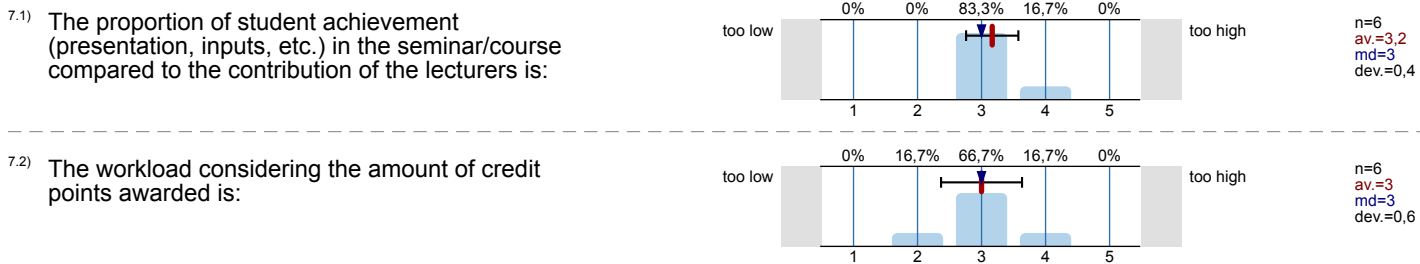 7.1) The proportion of student achievement
(presentation, inputs, etc.) in the seminar/course
compared to the contribution of the lecturers is:
0% 0% 83,3% 16,7% 0%
too low too high
1 2 3 4 5
n=6
av.=3,2
md=3
dev.=0,4
7.2) The workload considering the amount of credit
points awarded is:
0% 16,7% 66,7% 16,7% 0%
too low too high
1 2 3 4 5
n=6
av.=3
md=3
dev.=0,6